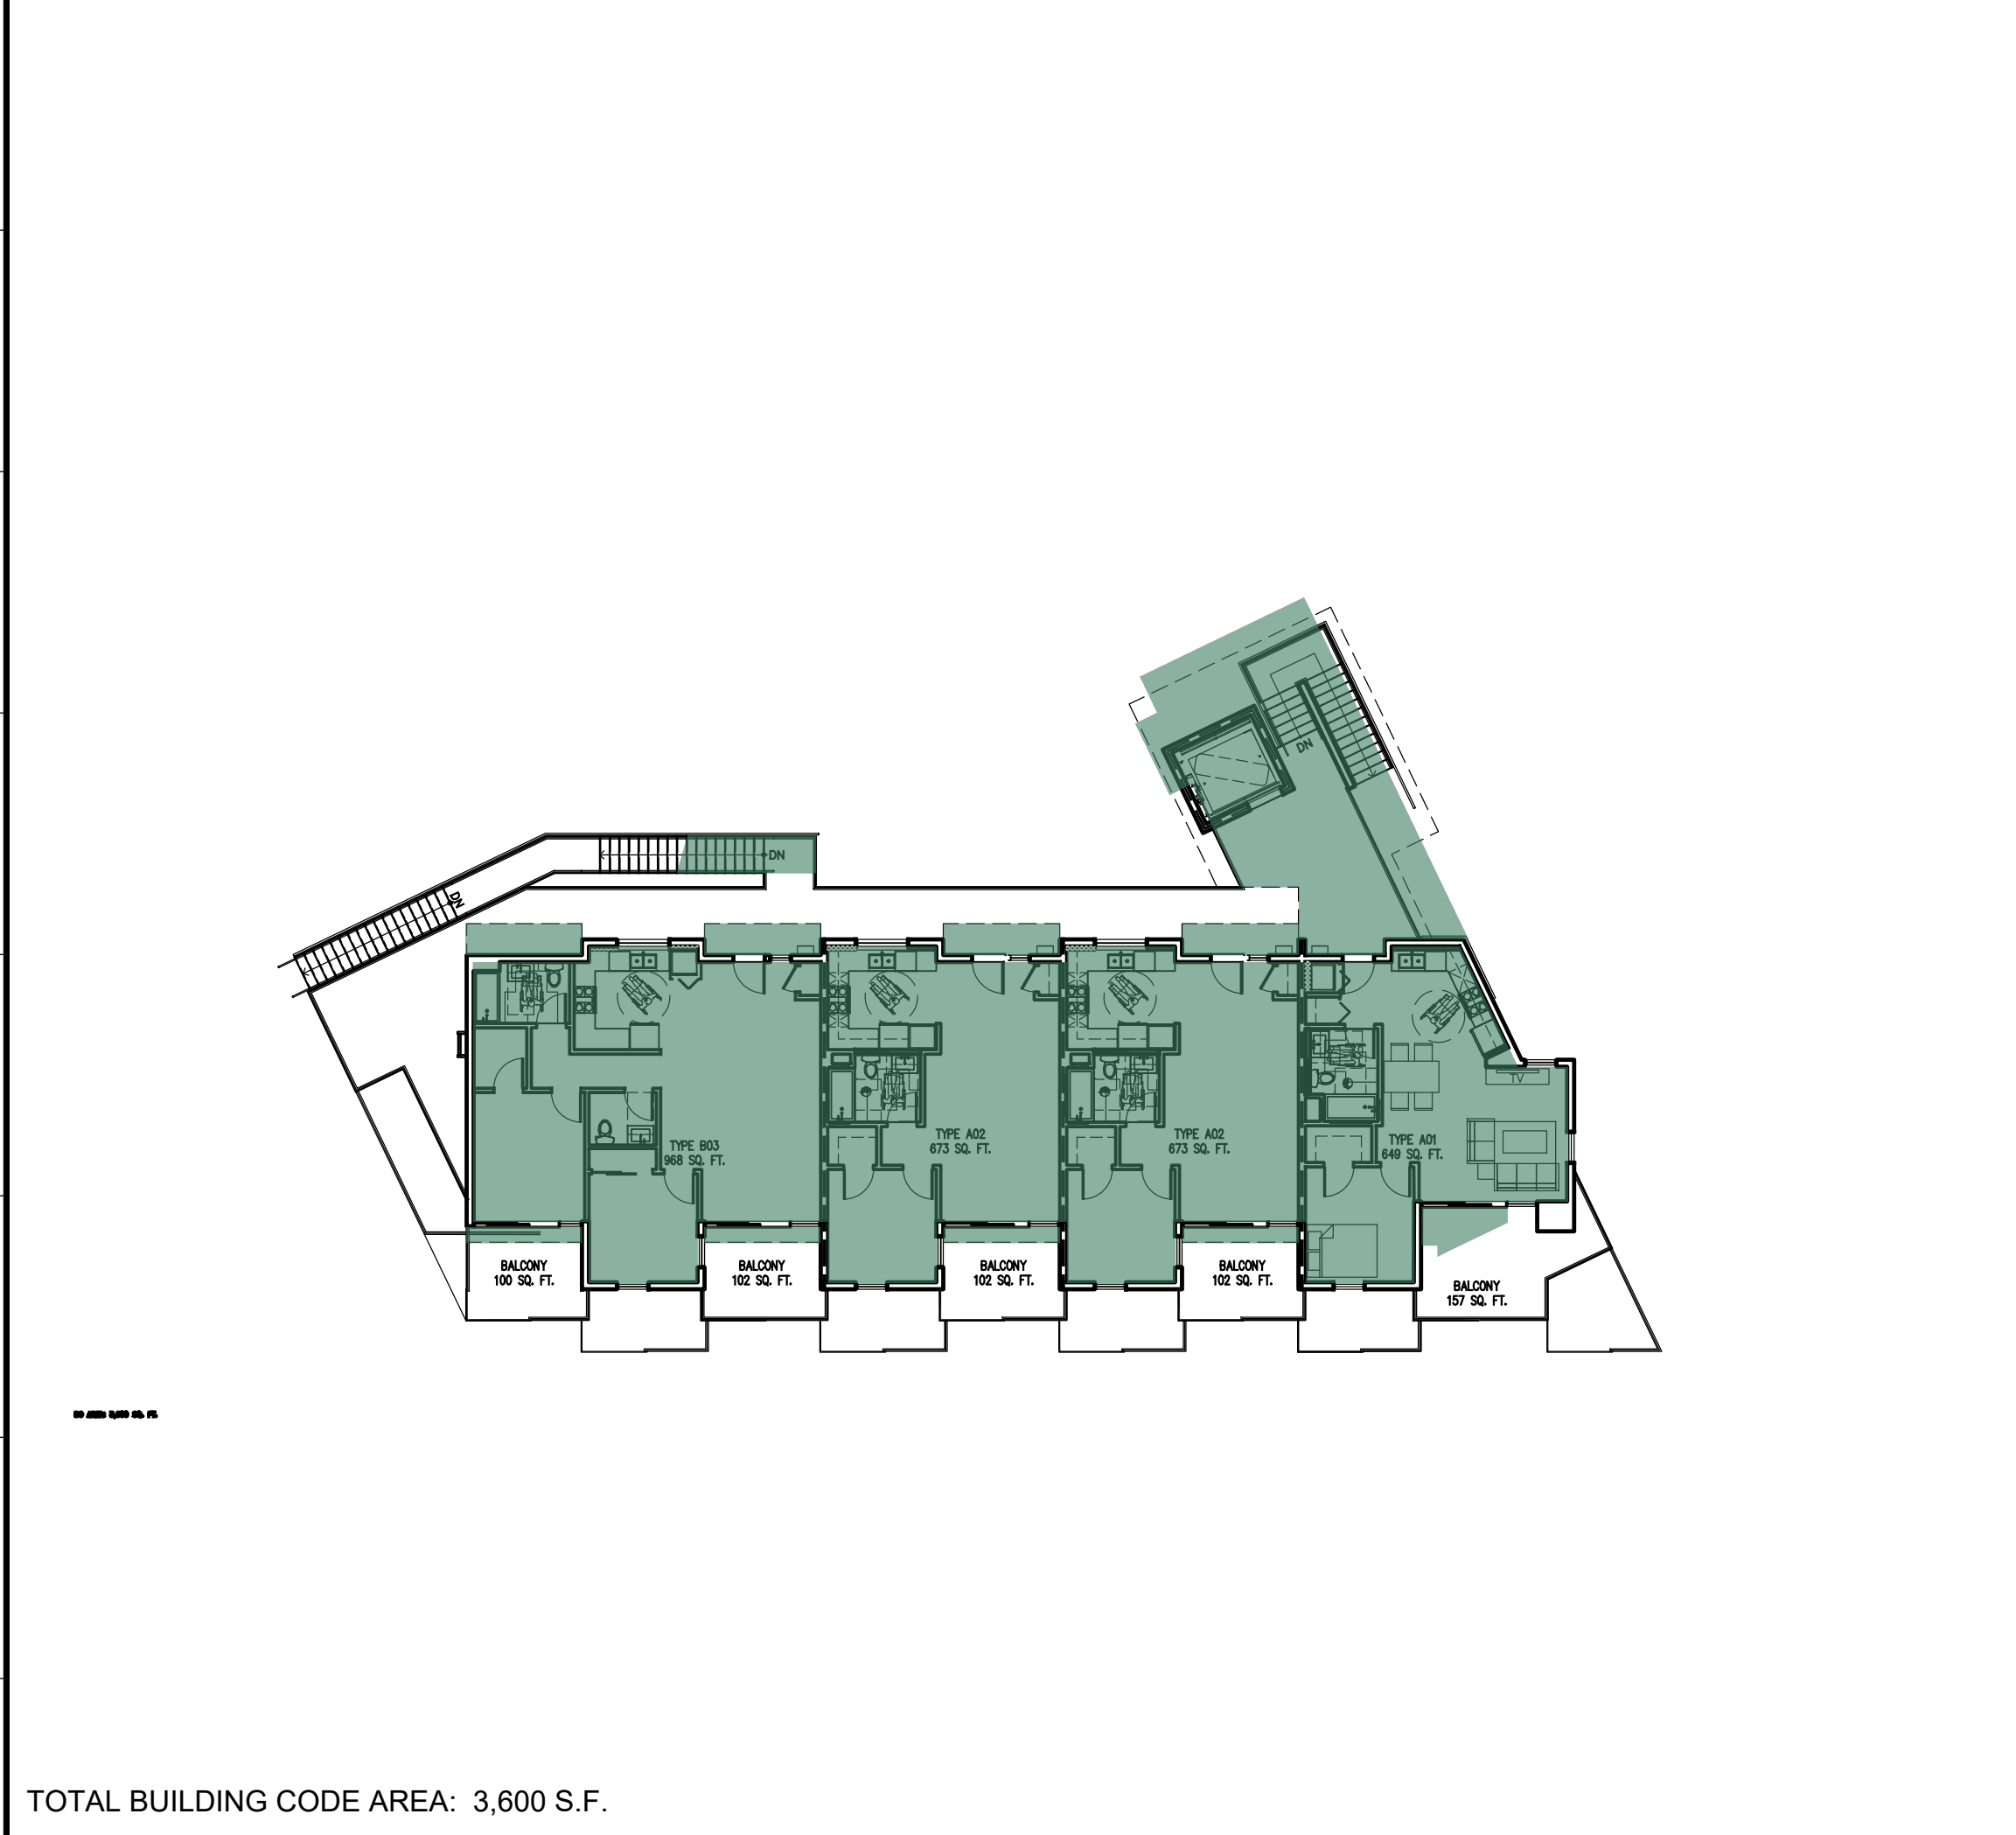 DN
DN
DN
TV
TYPE B03
968 SQ. FT.
TYPE A02
673 SQ. FT.
TYPE A02
673 SQ. FT.
TYPE A01
649 SQ. FT.
BALCONY
100 SQ. FT.
BALCONY
102 SQ. FT.
BALCONY
102 SQ. FT.
BALCONY
102 SQ. FT.
BALCONY
157 SQ. FT.
SQ. FT.
TOTAL BUILDING CODE AREA: 3,600 S.F.